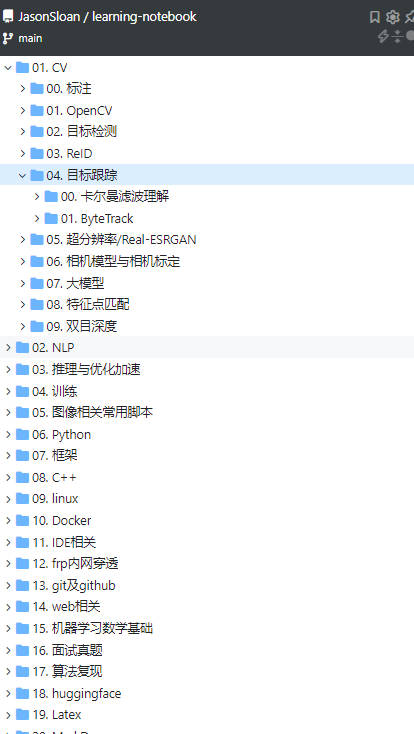 JasonSloan / learning-notebook
main
01. CV
00. 标注
01. OpenCV
02. 目标检测
03. ReID
04. 目标跟踪
00. 卡尔曼滤波理解
01. ByteTrack
05. 超分辨率/Real-ESRGAN
06. 相机模型与相机标定
07. 大模型
08. 特征点匹配
09. 双目深度
02. NLP
03. 推理与优化加速
04. 训练
05. 图像相关常用脚本
06. Python
07. 框架
08. C++
09. linux
10. Docker
11. IDE相关
12. frp内网穿透
13. git及github
14. web相关
15. 机器学习数学基础
16. 面试真题
17. 算法复现
18. huggingface
19. Latex